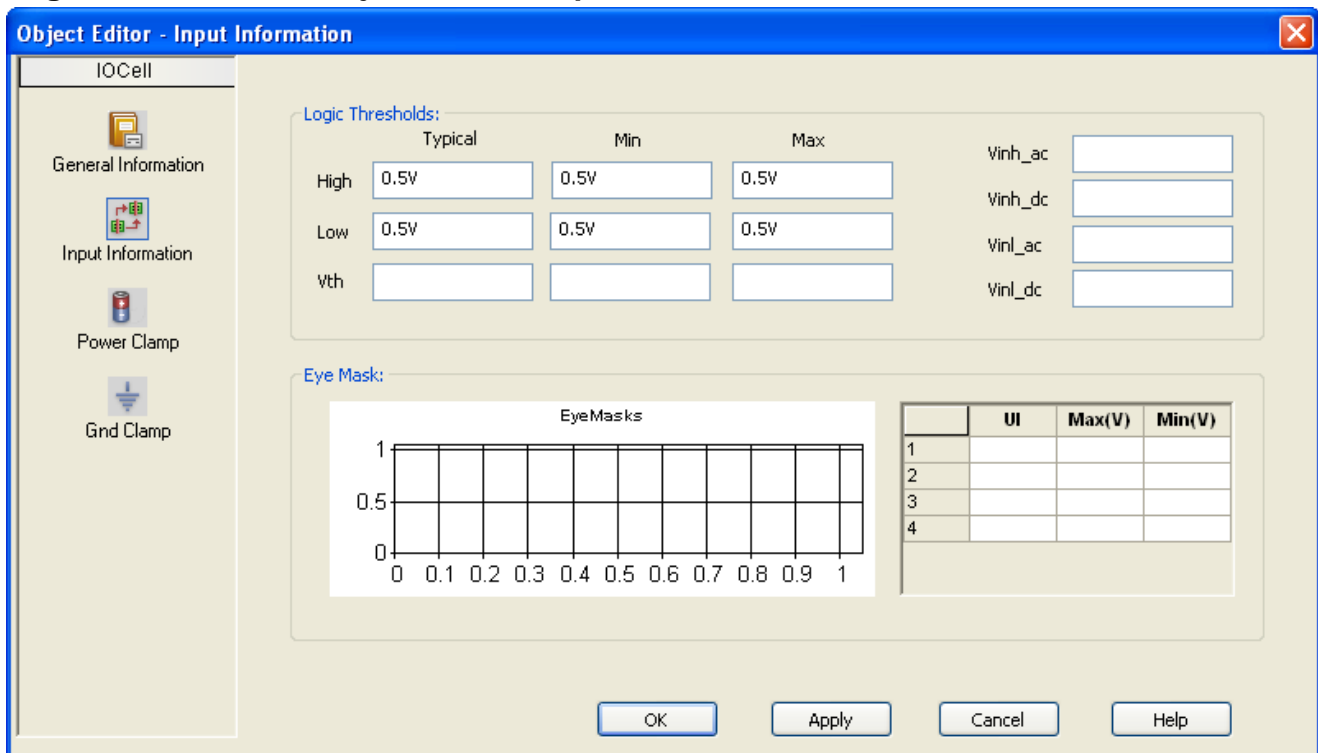 Object Editor - Input Information
IOCell
General Information
Input Information
Power Clamp
Gnd Clamp
Logic Thresholds:
Typical Min Max
High 0.5V 0.5V 0.5V
Low 0.5V 0.5V 0.5V
Vth
Vinh_ac
Vinh_dc
Vinl_ac
Vinl_dc
Eye Mask:
EyeMasks
1
0.5
0
0 0.1 0.2 0.3 0.4 0.5 0.6 0.7 0.8 0.9 1
UI Max(V) Min(V)
1
2
3
4
OK Apply Cancel Help